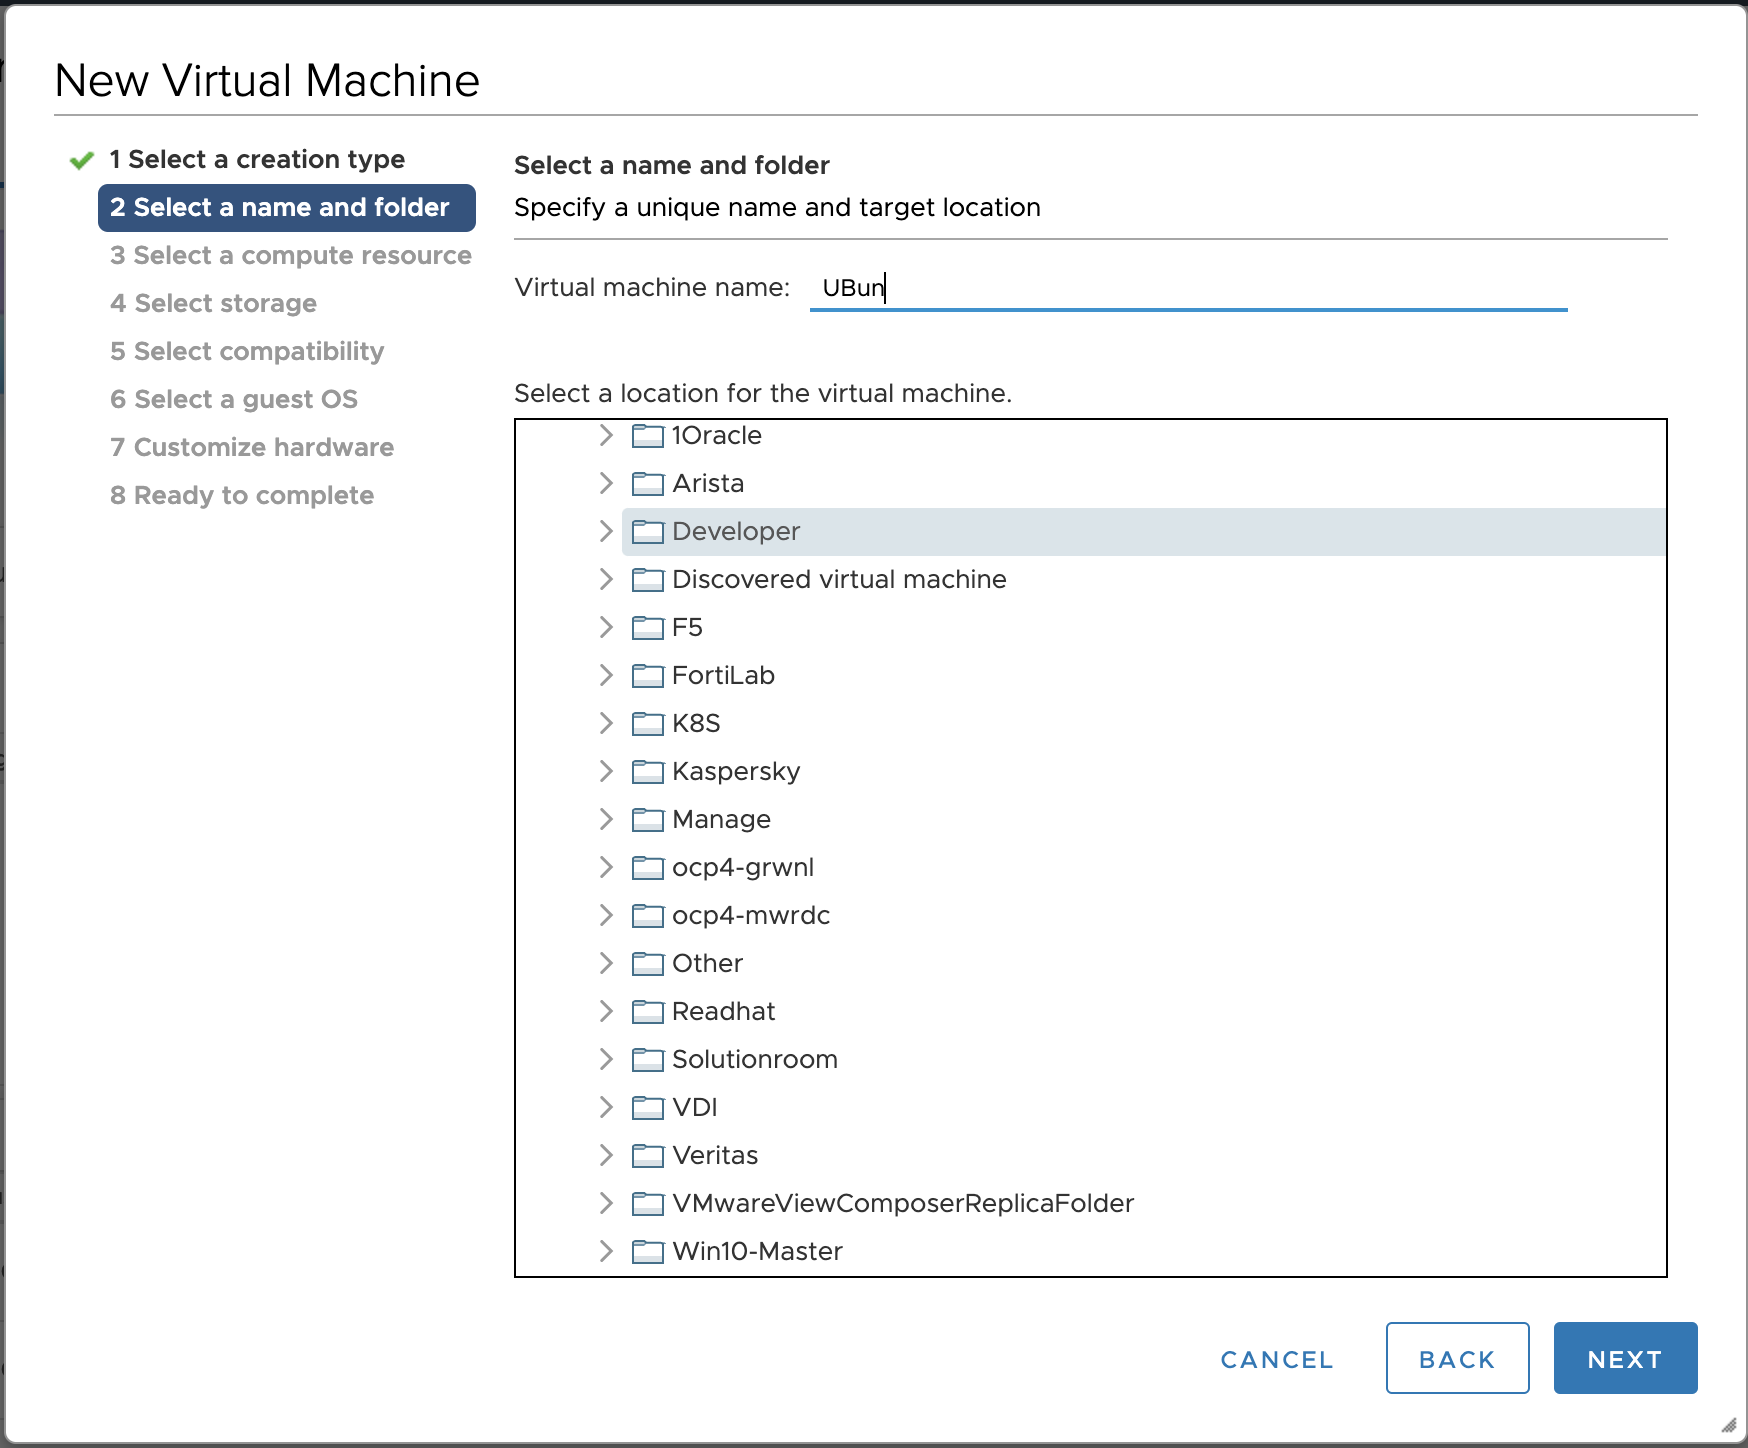 New Virtual Machine
1 Select a creation type
2 Select a name and folder
3 Select a compute resource
4 Select storage
5 Select compatibility
6 Select a guest OS
7 Customize hardware
8 Ready to complete
Select a name and folder
Specify a unique name and target location
Virtual machine name: UBun
Select a location for the virtual machine.
1Oracle
Arista
Developer
Discovered virtual machine
F5
FortiLab
K8S
Kaspersky
Manage
ocp4-grwnl
ocp4-mwrdc
Other
Readhat
Solutionroom
VDI
Veritas
VMwareViewComposerReplicaFolder
Win10-Master
CANCEL BACK NEXT